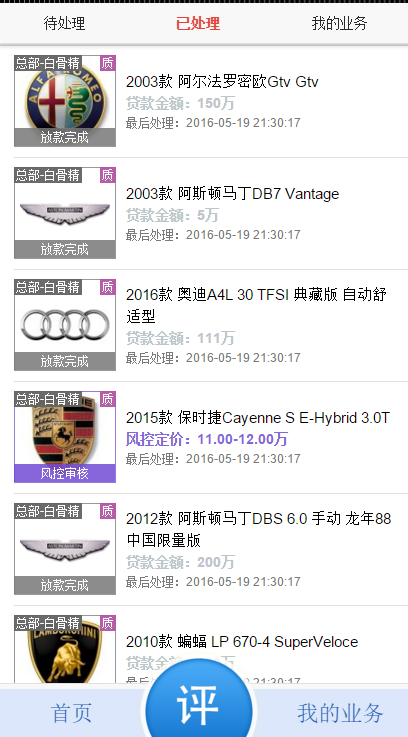 待处理 已处理 我的业务
总部-白骨精 质
ALFA ROMEO
放款完成
2003款 阿尔法罗密欧Gtv Gtv
贷款金额：150万
最后处理：2016-05-19 21:30:17
总部-白骨精 质
ASTON MARTIN
放款完成
2003款 阿斯顿马丁DB7 Vantage
贷款金额：5万
最后处理：2016-05-19 21:30:17
总部-白骨精 质
放款完成
2016款 奥迪A4L 30 TFSI 典藏版 自动舒
适型
贷款金额：111万
最后处理：2016-05-19 21:30:17
总部-白骨精 质
风控审核
2015款 保时捷Cayenne S E-Hybrid 3.0T
风控定价：11.00-12.00万
最后处理：2016-05-19 21:30:17
总部-白骨精 质
ASTON MARTIN
放款完成
2012款 阿斯顿马丁DBS 6.0 手动 龙年88
中国限量版
贷款金额：200万
最后处理：2016-05-19 21:30:17
总部-白骨精 质
LAMBORGHINI
2010款 蝙蝠 LP 670-4 SuperVeloce
贷款金额
首页 评 我的业务